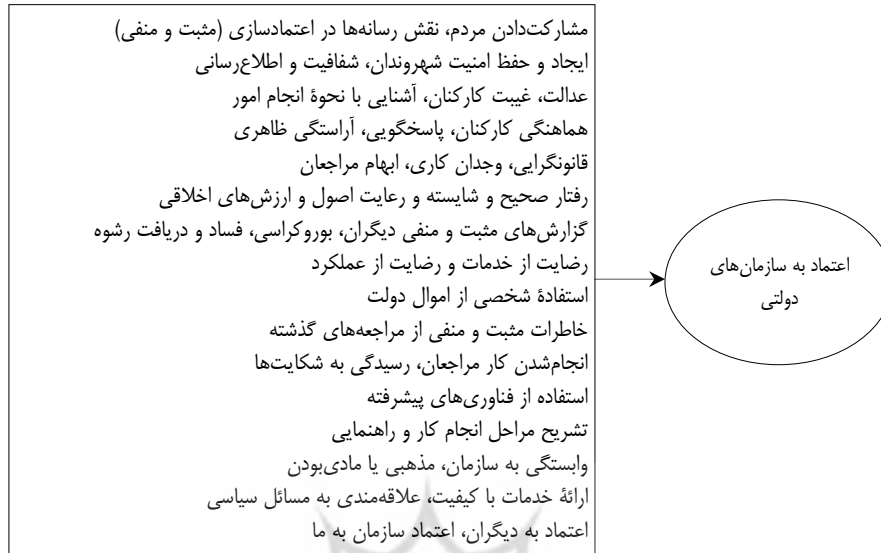 مشارکت‌دادن مردم، نقش رسانه‌ها در اعتمادسازی (مثبت و منفی)
ایجاد و حفظ امنیت شهروندان، شفافیت و اطلاع‌رسانی
عدالت، غیبت کارکنان، آشنایی با نحوۀ انجام امور
هماهنگی کارکنان، پاسخگویی، آراستگی ظاهری
قانونگرایی، وجدان کاری، ابهام مراجعان
رفتار صحیح و شایسته و رعایت اصول و ارزش‌های اخلاقی
گزارش‌های مثبت و منفی دیگران، بوروکراسی، فساد و دریافت رشوه
رضایت از خدمات و رضایت از عملکرد
استفادۀ شخصی از اموال دولت
خاطرات مثبت و منفی از مراجعه‌های گذشته
انجام‌شدن کار مراجعان، رسیدگی به شکایت‌ها
استفاده از فناوری‌های پیشرفته
تشریح مراحل انجام کار و راهنمایی
وابستگی به سازمان، مذهبی یا مادی‌بودن
ارائۀ خدمات با کیفیت، علاقه‌مندی به مسائل سیاسی
اعتماد به دیگران، اعتماد سازمان به ما
اعتماد به سازمان‌های
دولتی